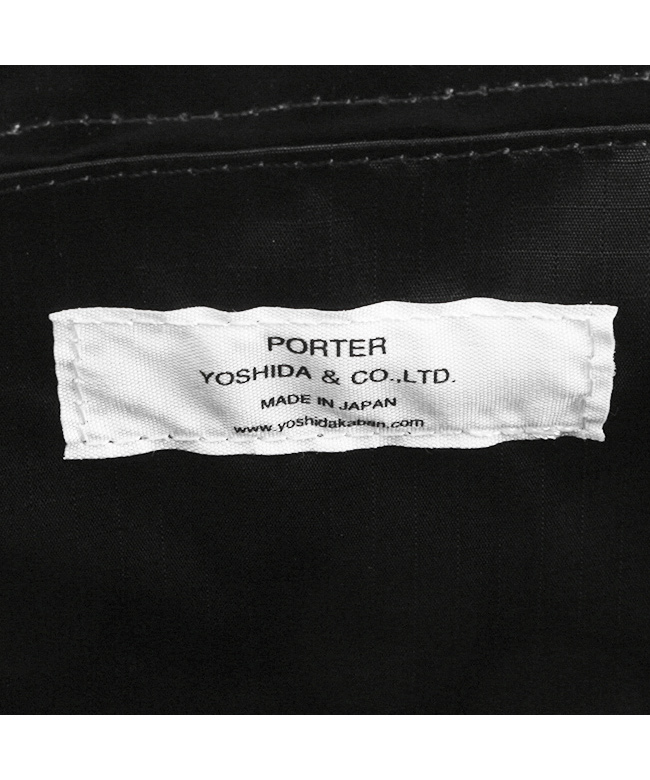 PORTER
YOSHIDA & CO.,LTD.
MADE IN JAPAN
www.yoshidakaban.com